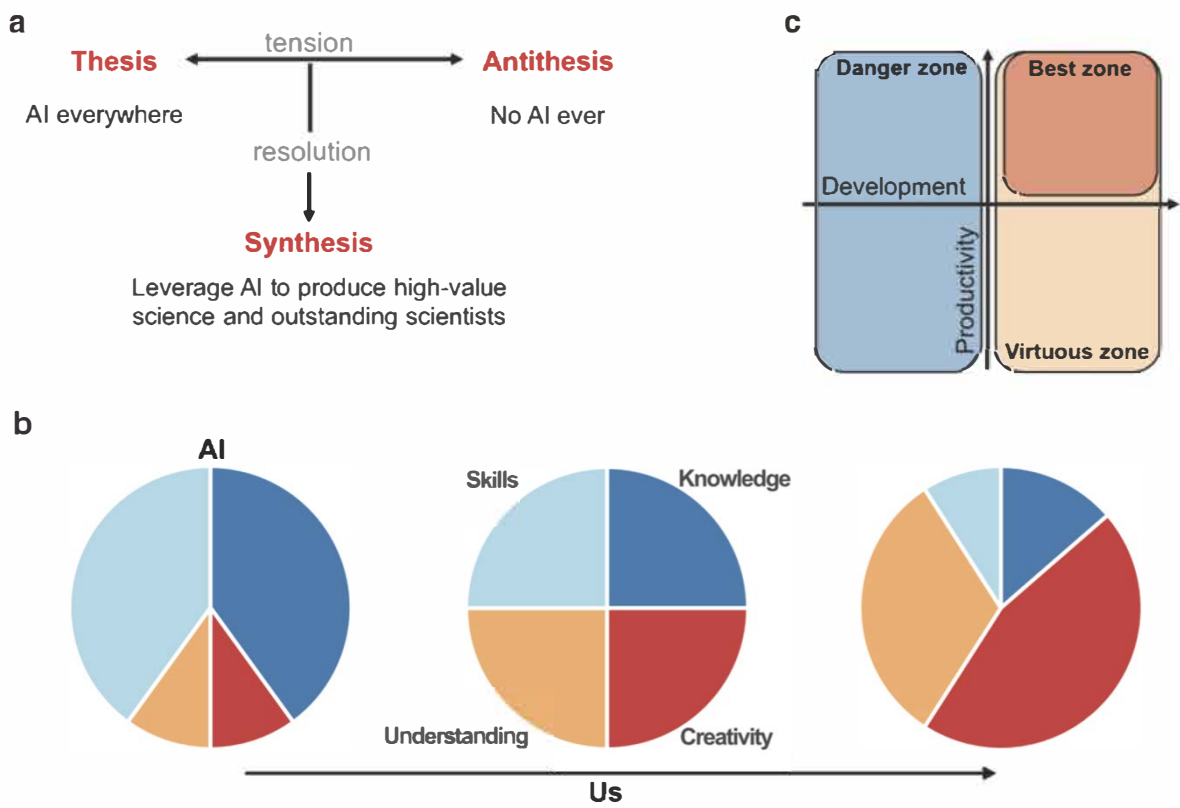 a
tension
Thesis
Antithesis
AI everywhere
No AI ever
resolution
Synthesis
Leverage AI to produce high-value
science and outstanding scientists
c
Danger zone
Best zone
Development
Productivity
Virtuous zone
b
AI
Skills
Knowledge
Understanding
Creativity
Us